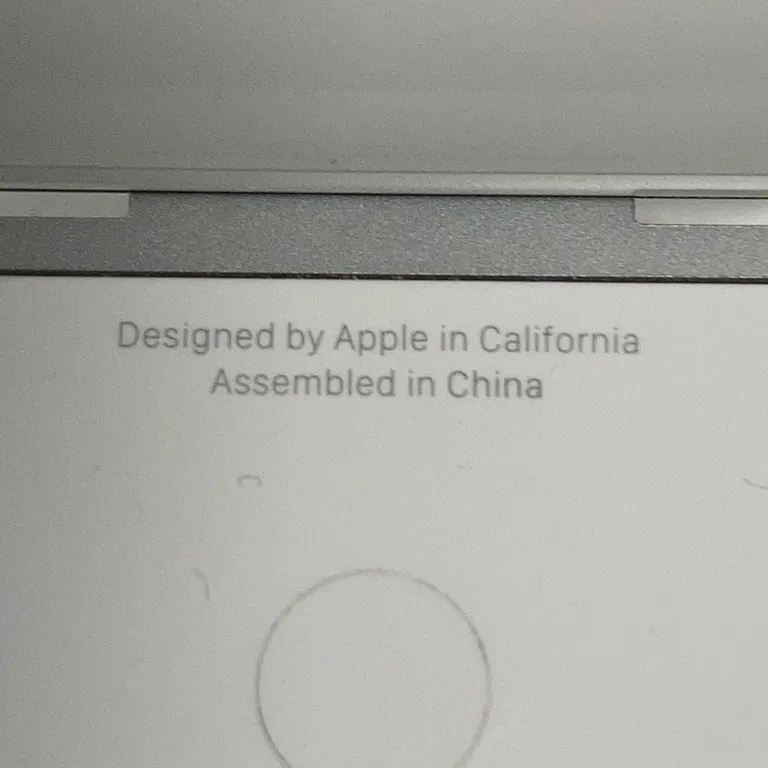 Designed by Apple in California
Assembled in China